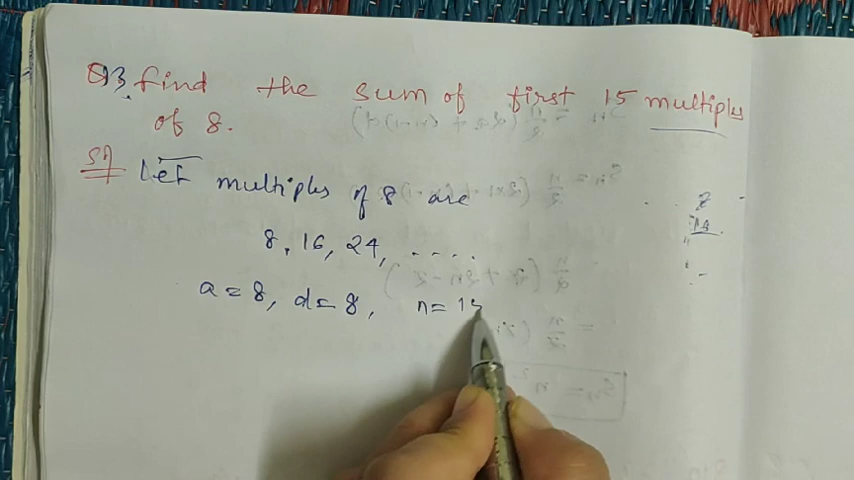 Q3. Find the sum of first 15 multiples
of 8.
Sol Let multiples of 8 are
8, 16, 24, ....
a = 8, d = 8, n = 15